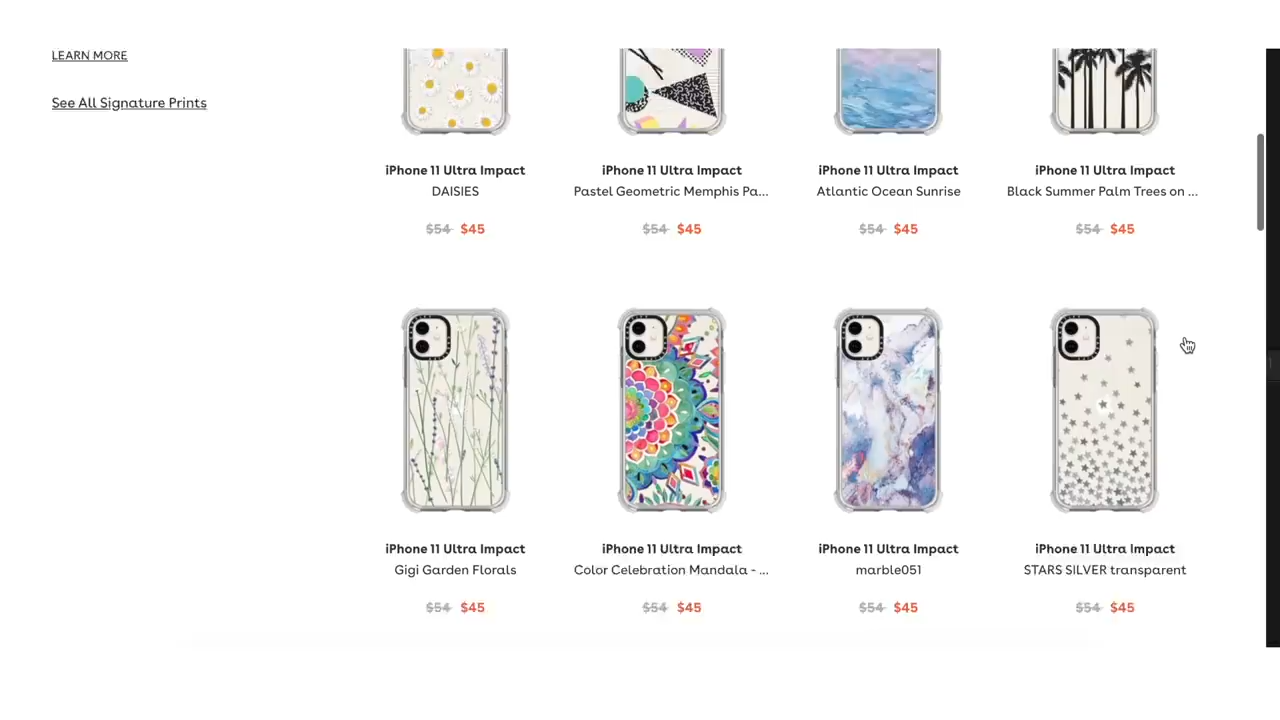 LEARN MORE
See All Signature Prints
iPhone 11 Ultra Impact
DAISIES
$54 $45
iPhone 11 Ultra Impact
Pastel Geometric Memphis Pa...
$54 $45
iPhone 11 Ultra Impact
Atlantic Ocean Sunrise
$54 $45
iPhone 11 Ultra Impact
Black Summer Palm Trees on ...
$54 $45
iPhone 11 Ultra Impact
Gigi Garden Florals
$54 $45
iPhone 11 Ultra Impact
Color Celebration Mandala - ...
$54 $45
iPhone 11 Ultra Impact
marble051
$54 $45
iPhone 11 Ultra Impact
STARS SILVER transparent
$54 $45